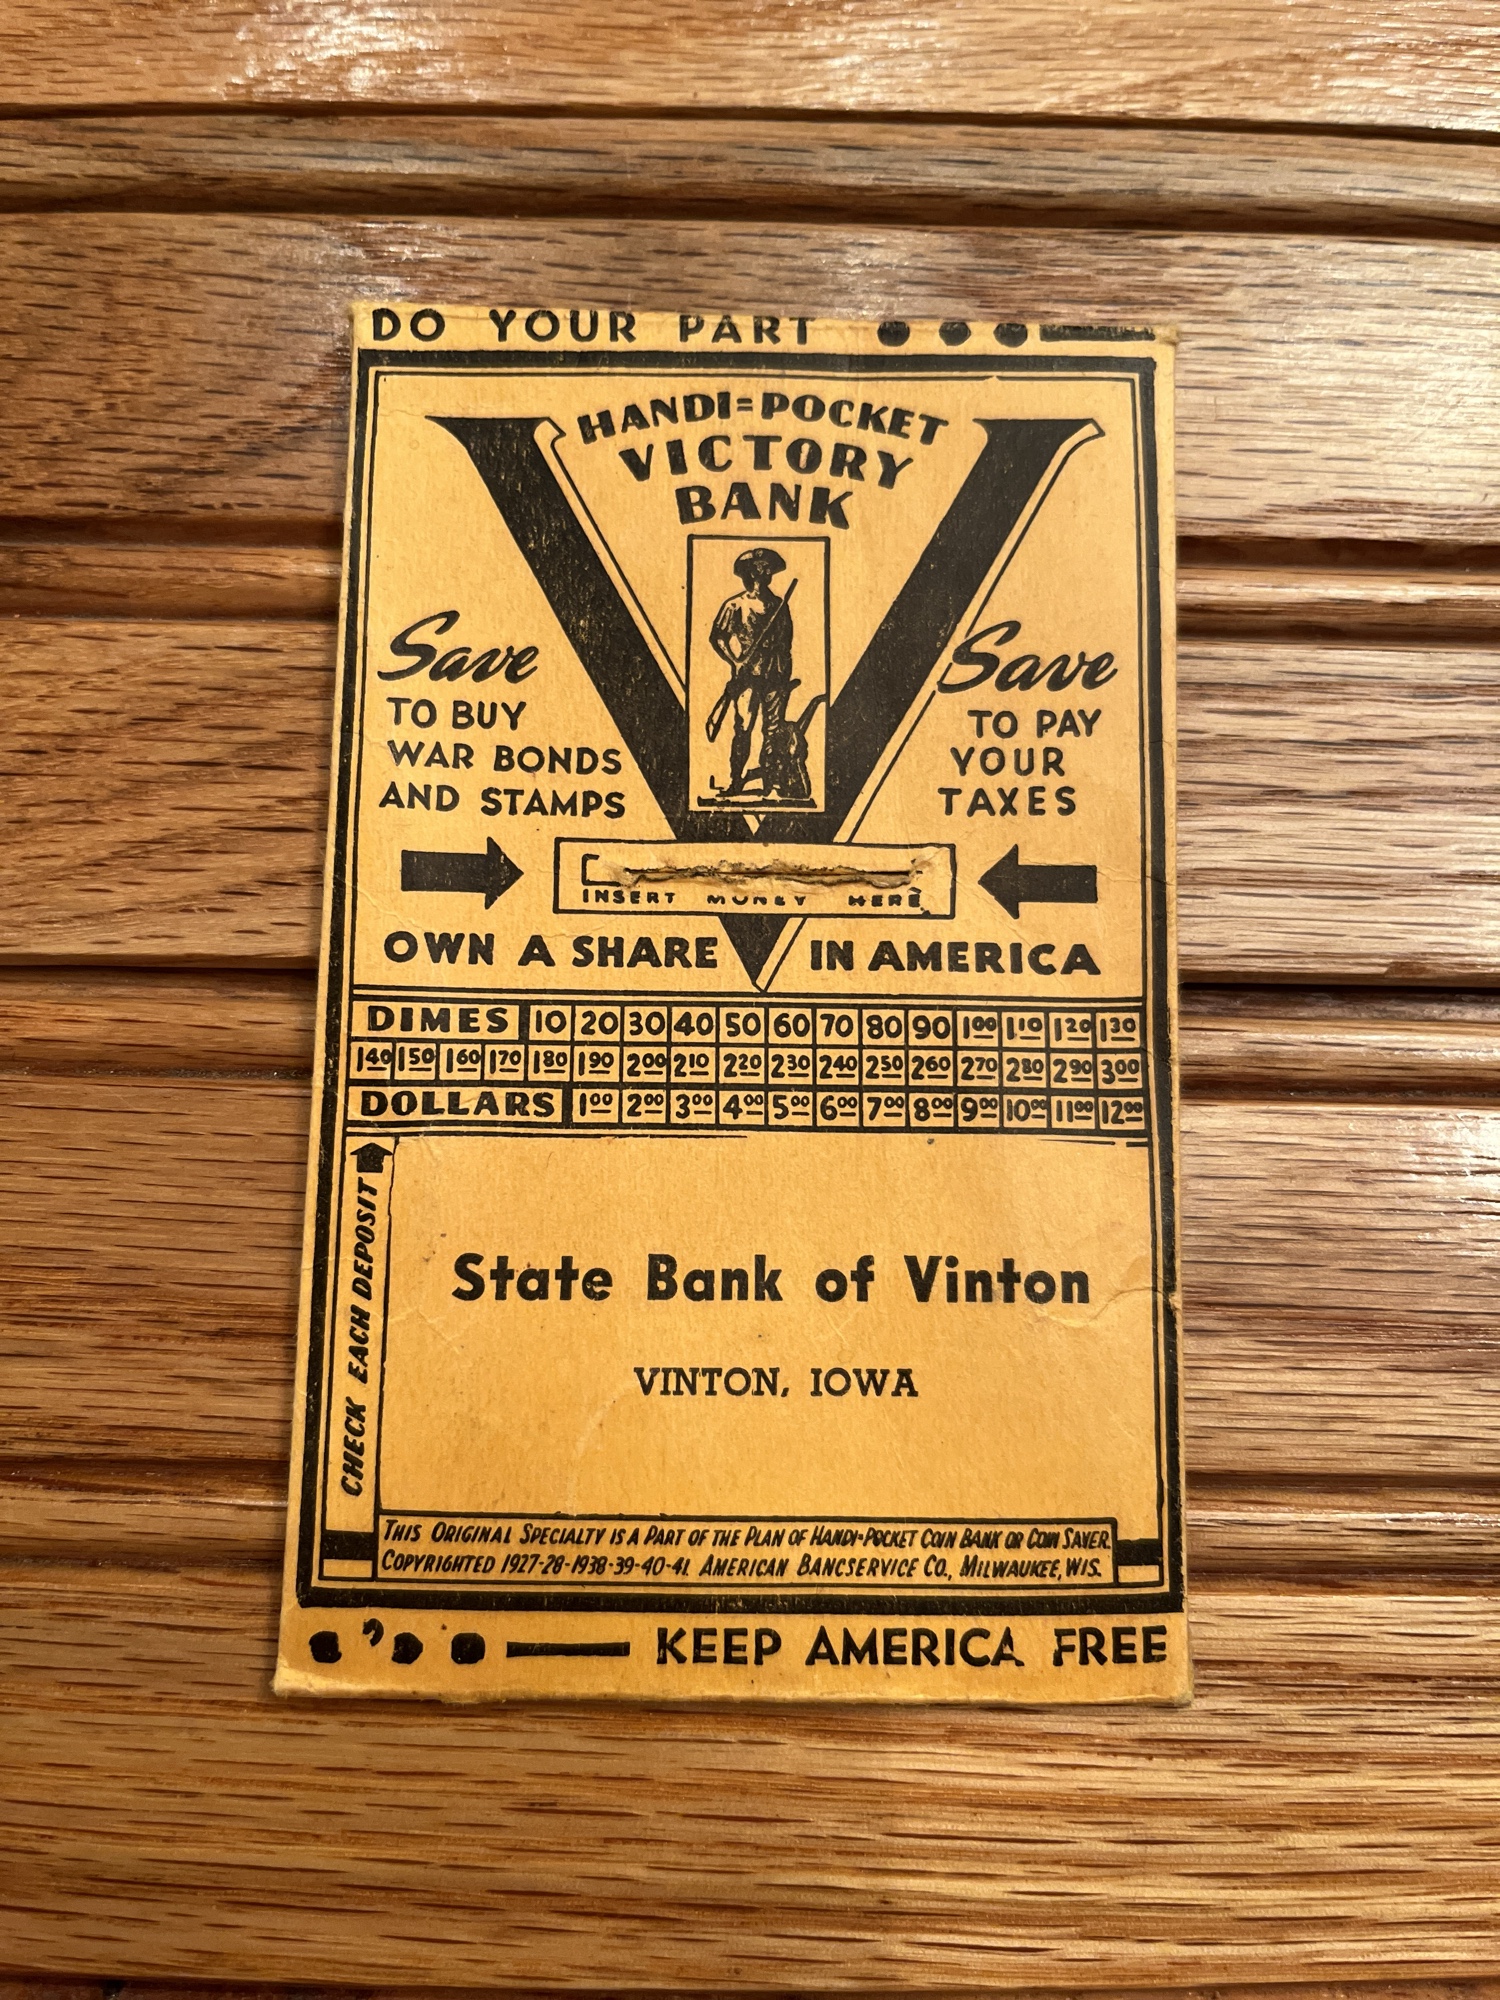 DO YOUR PART
HANDI=POCKET
VICTORY
BANK
Save
TO BUY
WAR BONDS
AND STAMPS
Save
TO PAY
YOUR
TAXES
INSERT MONEY HERE
OWN A SHARE IN AMERICA
DIMES 10 20 30 40 50 60 70 80 90 1.00 1.10 1.20 1.30
1.40 1.50 1.60 1.70 1.80 1.90 2.00 2.10 2.20 2.30 2.40 2.50 2.60 2.70 2.80 2.90 3.00
DOLLARS 1.00 2.00 3.00 4.00 5.00 6.00 7.00 8.00 9.00 10.00 11.00 12.00
CHECK EACH DEPOSIT
State Bank of Vinton
VINTON, IOWA
THIS ORIGINAL SPECIALTY IS A PART OF THE PLAN OF HANDI=POCKET COIN BANK OR COIN SAVER.
COPYRIGHTED 1927-28-1938-39-40-41. AMERICAN BANCSERVICE CO., MILWAUKEE, WIS.
KEEP AMERICA FREE